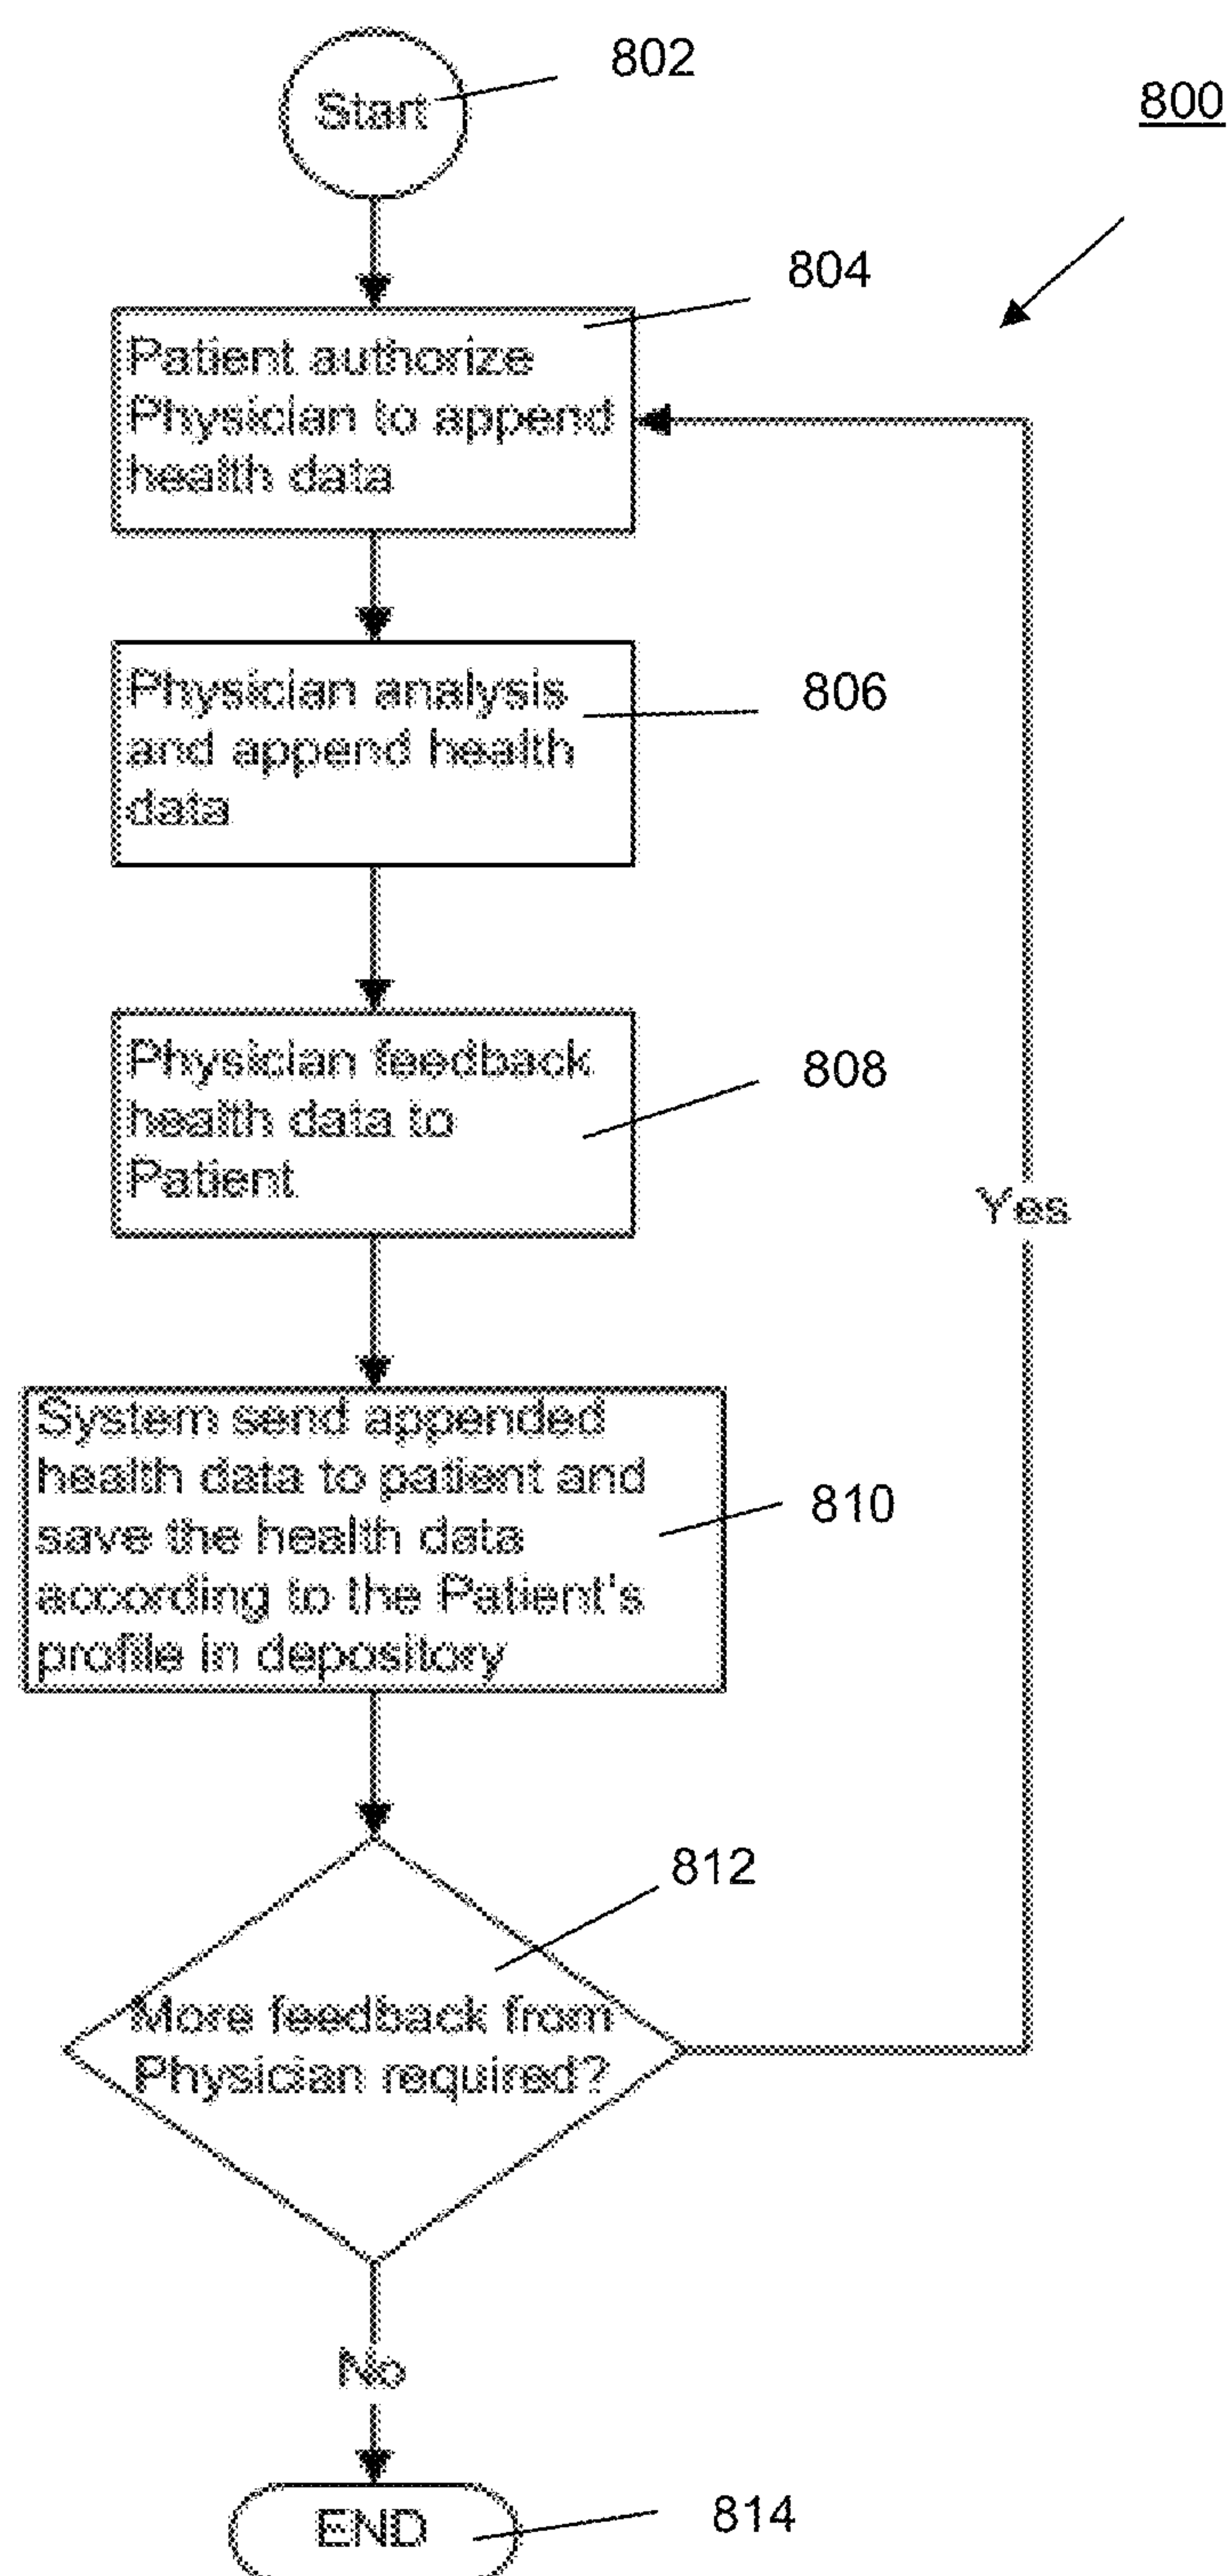 802
Start
800
804
Patient authorize
Physician to append
health data
806
Physician analysis
and append health
data
808
Physician feedback
health data to
Patient
Yes
System send appended
health data to patient and
save the health data
according to the Patient's
profile in depository
810
812
More feedback from
Physician required?
No
END
814